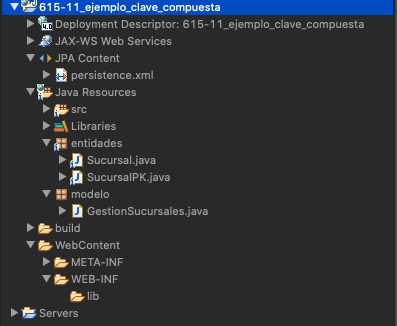 615-11_ejemplo_clave_compuesta
Deployment Descriptor: 615-11_ejemplo_clave_compuesta
JAX-WS Web Services
JPA Content
persistence.xml
Java Resources
src
Libraries
entidades
Sucursal.java
SucursalPK.java
modelo
GestionSucursales.java
build
WebContent
META-INF
WEB-INF
lib
Servers